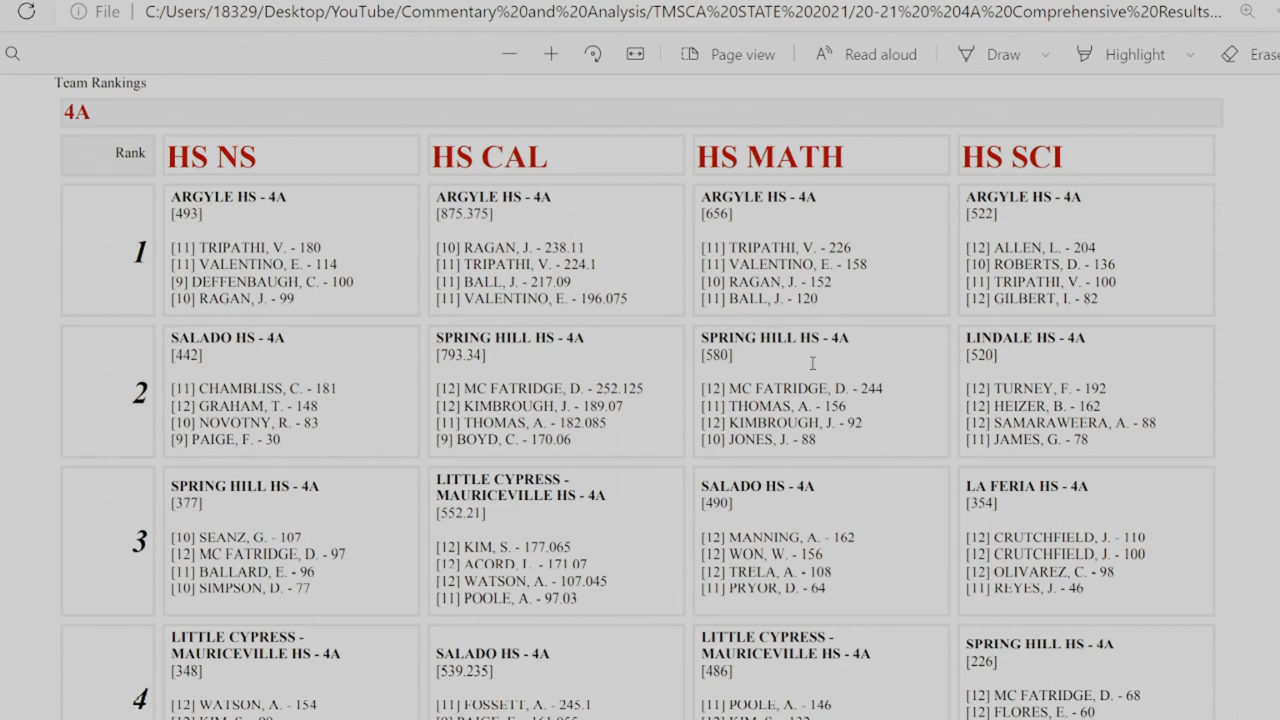 File
C:/Users/18329/Desktop/YouTube/Commentary%20and%20Analysis/TMSCA%20STATE%202021/20-21%20%204A%20Comprehensive%20Results...
Page view
Read aloud
Draw
Highlight
Erase
Team Rankings
4A
Rank
HS NS
HS CAL
HS MATH
HS SCI
1
ARGYLE HS - 4A
[493]
[11] TRIPATHI, V. - 180
[11] VALENTINO, E. - 114
[9] DEFFENBAUGH, C. - 100
[10] RAGAN, J. - 99
ARGYLE HS - 4A
[875.375]
[10] RAGAN, J. - 238.11
[11] TRIPATHI, V. - 224.1
[11] BALL, J. - 217.09
[11] VALENTINO, E. - 196.075
ARGYLE HS - 4A
[656]
[11] TRIPATHI, V. - 226
[11] VALENTINO, E. - 158
[10] RAGAN, J. - 152
[11] BALL, J. - 120
ARGYLE HS - 4A
[522]
[12] ALLEN, L. - 204
[10] ROBERTS, D. - 136
[11] TRIPATHI, V. - 100
[12] GILBERT, I. - 82
2
SALADO HS - 4A
[442]
[11] CHAMBLISS, C. - 181
[12] GRAHAM, T. - 148
[10] NOVOTNY, R. - 83
[9] PAIGE, F. - 30
SPRING HILL HS - 4A
[793.34]
[12] MC FATRIDGE, D. - 252.125
[12] KIMBROUGH, J. - 189.07
[11] THOMAS, A. - 182.085
[9] BOYD, C. - 170.06
SPRING HILL HS - 4A
[580]
[12] MC FATRIDGE, D. - 244
[11] THOMAS, A. - 156
[12] KIMBROUGH, J. - 92
[10] JONES, J. - 88
LINDALE HS - 4A
[520]
[12] TURNEY, F. - 192
[12] HEIZER, B. - 162
[12] SAMARAWEERA, A. - 88
[11] JAMES, G. - 78
3
SPRING HILL HS - 4A
[377]
[10] SEANZ, G. - 107
[12] MC FATRIDGE, D. - 97
[11] BALLARD, E. - 96
[10] SIMPSON, D. - 77
LITTLE CYPRESS -
MAURICEVILLE HS - 4A
[552.21]
[12] KIM, S. - 177.065
[12] ACORD, L. - 171.07
[12] WATSON, A. - 107.045
[11] POOLE, A. - 97.03
SALADO HS - 4A
[490]
[12] MANNING, A. - 162
[12] WON, W. - 156
[12] TRELA, A. - 108
[11] PRYOR, D. - 64
LA FERIA HS - 4A
[354]
[12] CRUTCHFIELD, J. - 110
[12] CRUTCHFIELD, J. - 100
[12] OLIVAREZ, C. - 98
[11] REYES, J. - 46
4
LITTLE CYPRESS -
MAURICEVILLE HS - 4A
[348]
[12] WATSON, A. - 154
SALADO HS - 4A
[539.235]
[11] FOSSETT, A. - 245.1
LITTLE CYPRESS -
MAURICEVILLE HS - 4A
[486]
[11] POOLE, A. - 146
SPRING HILL HS - 4A
[226]
[12] MC FATRIDGE, D. - 68
[12] FLORES, E. - 60